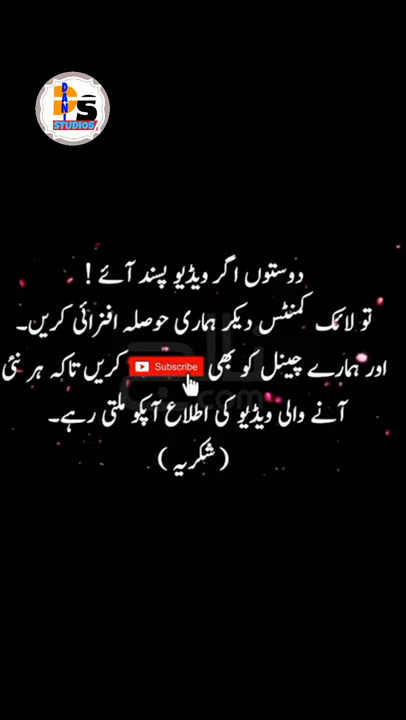 DANI
S
STUDIOS
دوستوں اگر ویڈیو پسند آئے !
تو لائک کمنٹس دیکر ہماری حوصلہ افزائی کریں۔
اور ہمارے چینل کو بھی Subscribe کریں تاکہ ہر نئی
آنے والی ویڈیو کی اطلاع آپکو ملتی رہے۔
(شکریہ)